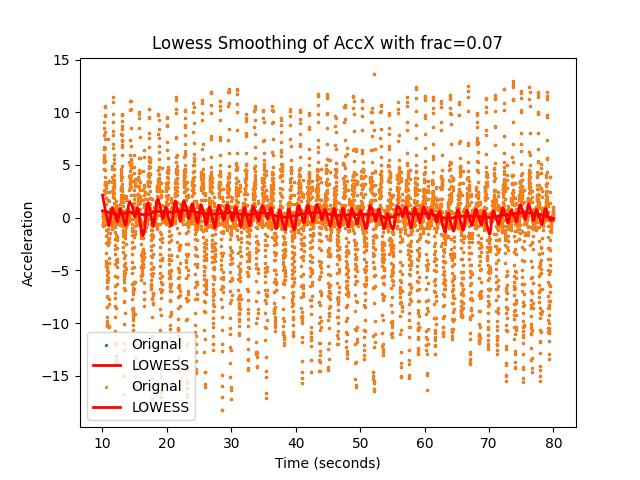 Lowess Smoothing of AccX with frac=0.07
15
10
5
0
−5
−10
−15
Acceleration
Orignal
LOWESS
Orignal
LOWESS
10 20 30 40 50 60 70 80
Time (seconds)